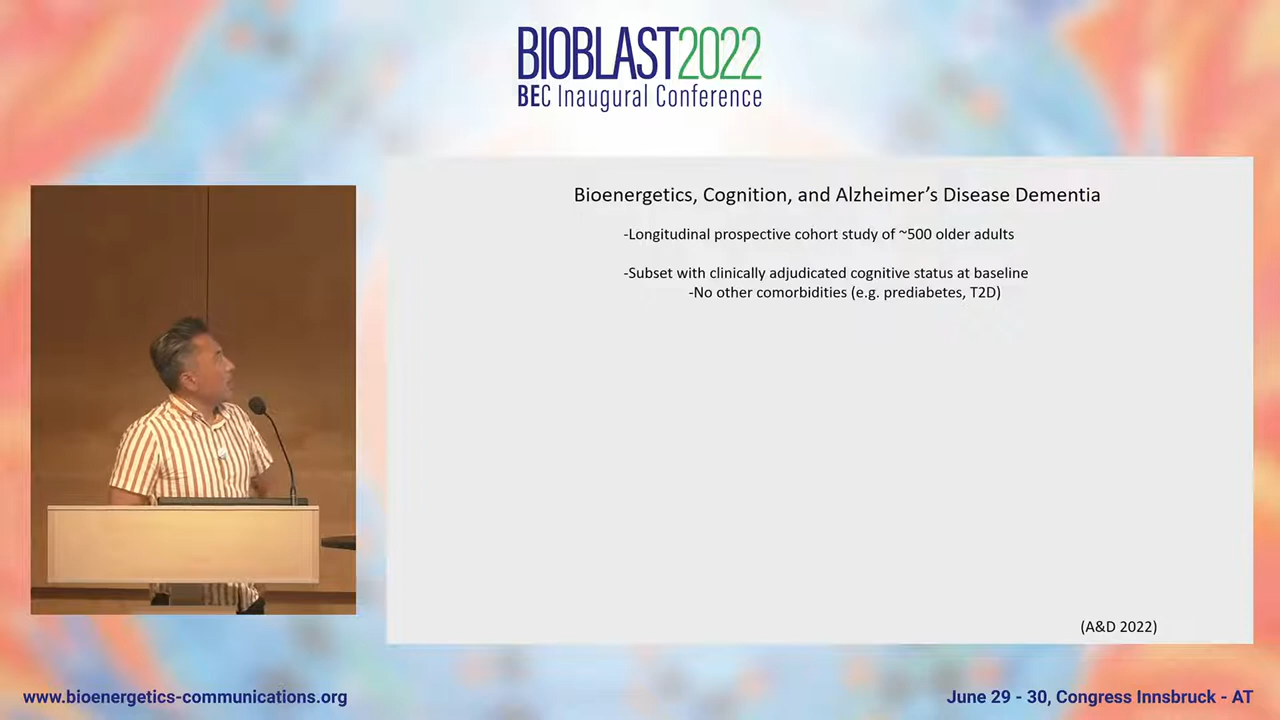 BIOBLAST2022
BEC Inaugural Conference
Bioenergetics, Cognition, and Alzheimer’s Disease Dementia
-Longitudinal prospective cohort study of ~500 older adults
-Subset with clinically adjudicated cognitive status at baseline
-No other comorbidities (e.g. prediabetes, T2D)
(A&D 2022)
www.bioenergetics-communications.org
June 29 - 30, Congress Innsbruck - AT